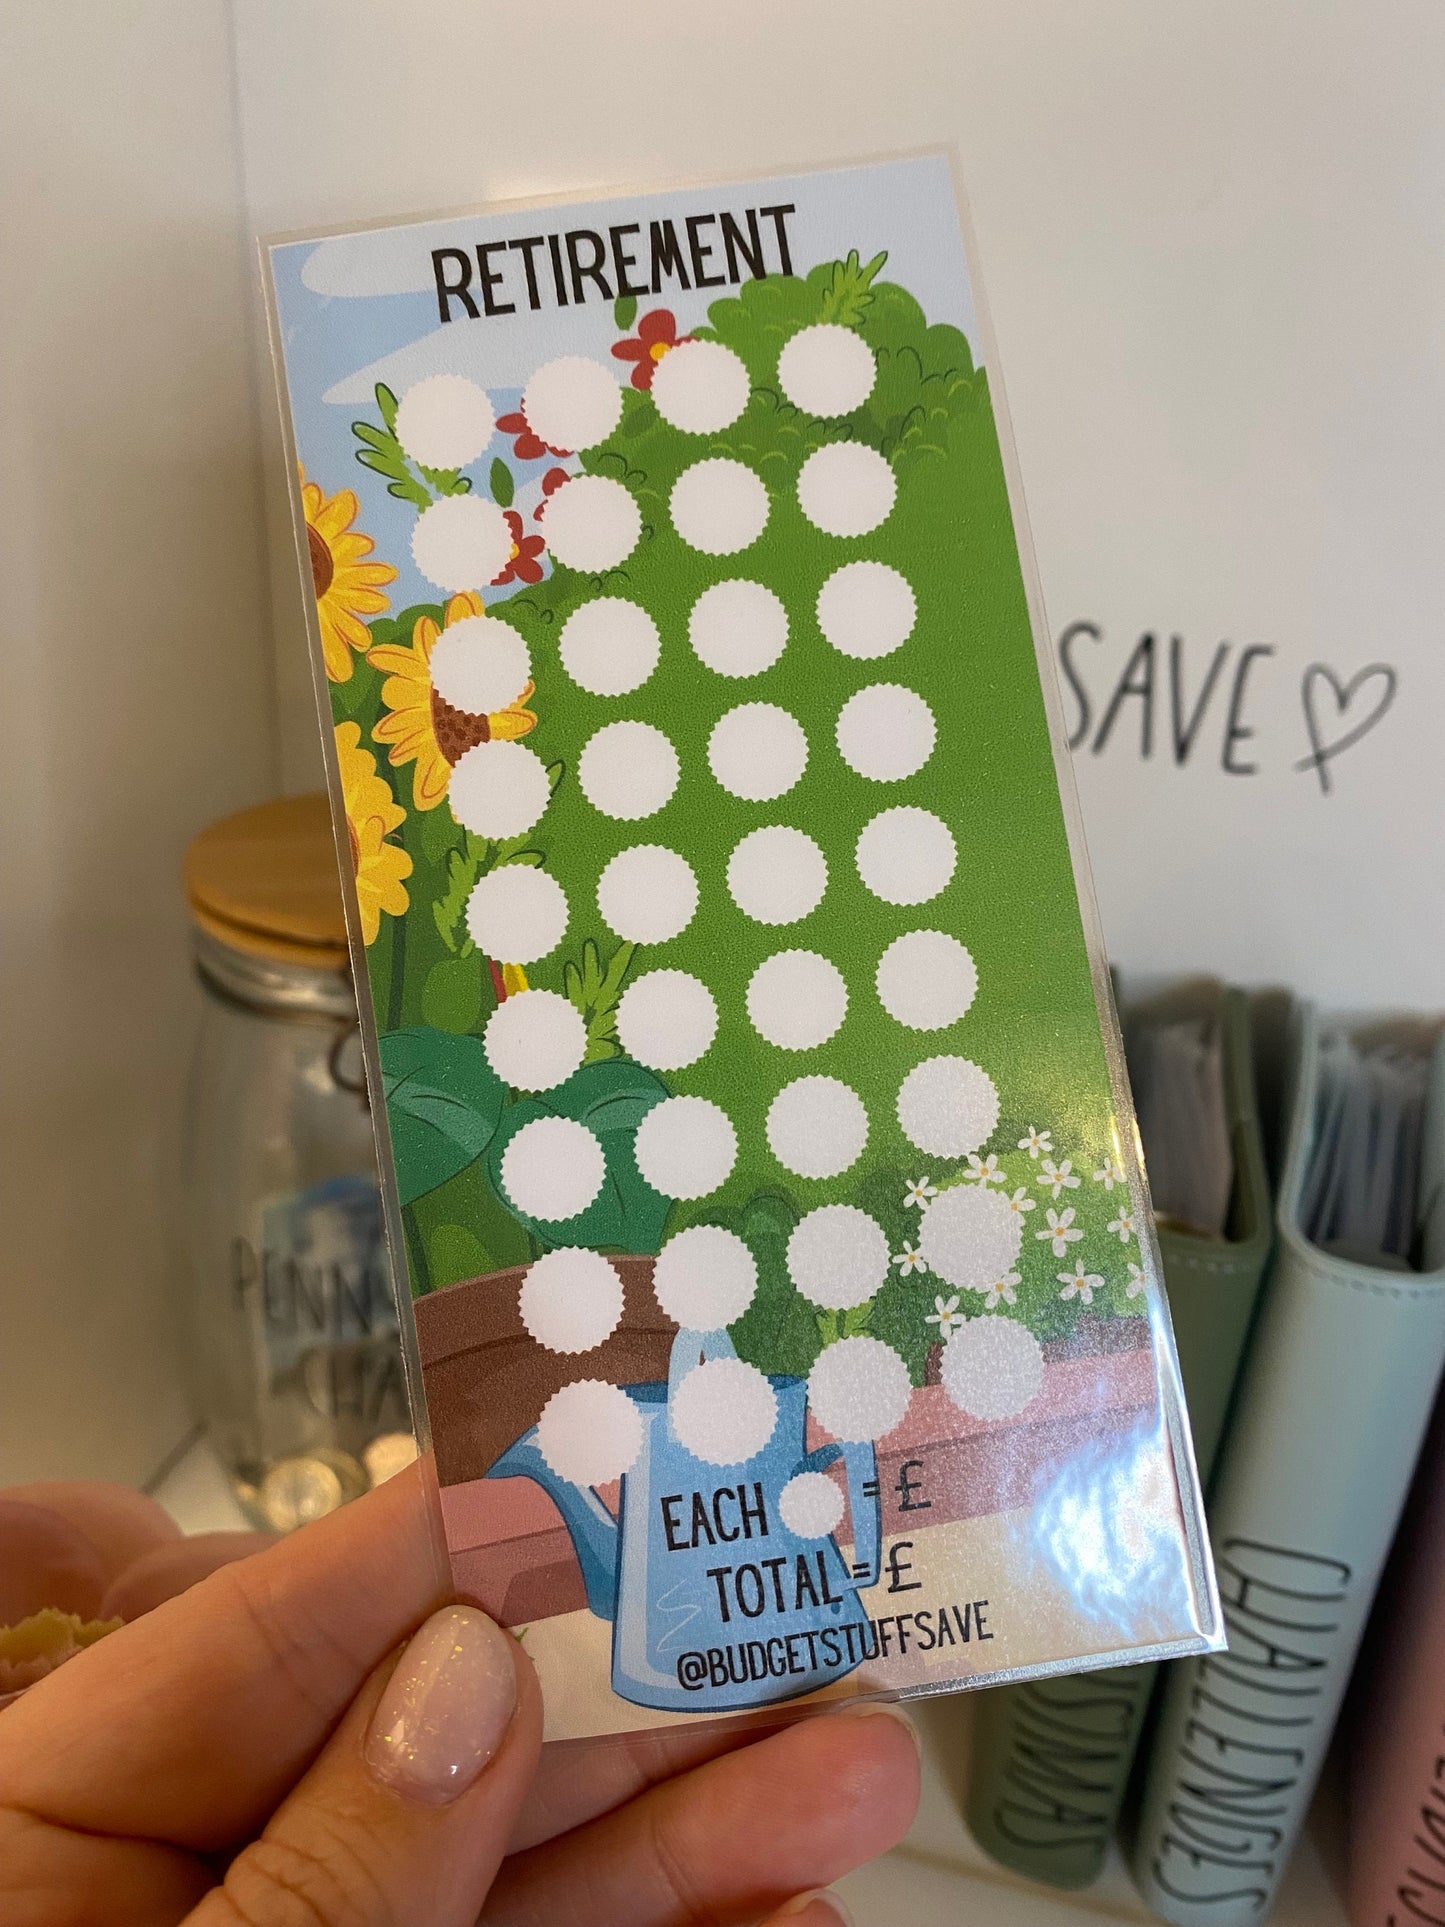 RETIREMENT
EACH = £
TOTAL = £
@BUDGETSTUFFSAVE
SAVE
CHALLENGES